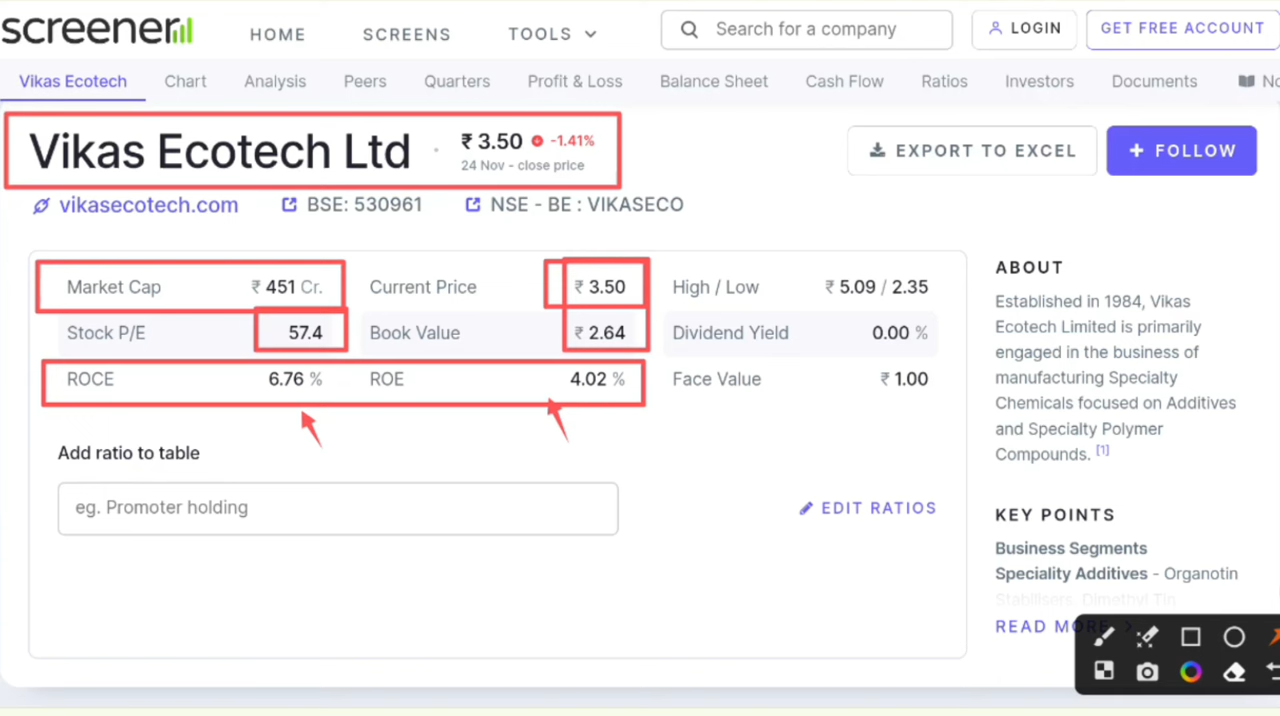 screener
HOME SCREENS TOOLS
Search for a company
LOGIN
GET FREE ACCOUNT
Vikas Ecotech Chart Analysis Peers Quarters Profit & Loss Balance Sheet Cash Flow Ratios Investors Documents
Vikas Ecotech Ltd
₹ 3.50 -1.41%
24 Nov - close price
EXPORT TO EXCEL
+ FOLLOW
vikasecotech.com BSE: 530961 NSE - BE : VIKASECO
Market Cap ₹ 451 Cr. Current Price ₹ 3.50 High / Low ₹ 5.09 / 2.35
Stock P/E 57.4 Book Value ₹ 2.64 Dividend Yield 0.00 %
ROCE 6.76 % ROE 4.02 % Face Value ₹ 1.00
Add ratio to table
eg. Promoter holding
EDIT RATIOS
ABOUT
Established in 1984, Vikas
Ecotech Limited is primarily
engaged in the business of
manufacturing Specialty
Chemicals focused on Additives
and Specialty Polymer
Compounds. [1]
KEY POINTS
Business Segments
Speciality Additives - Organotin
Stabilisers, Dimethyl Tin
READ MORE